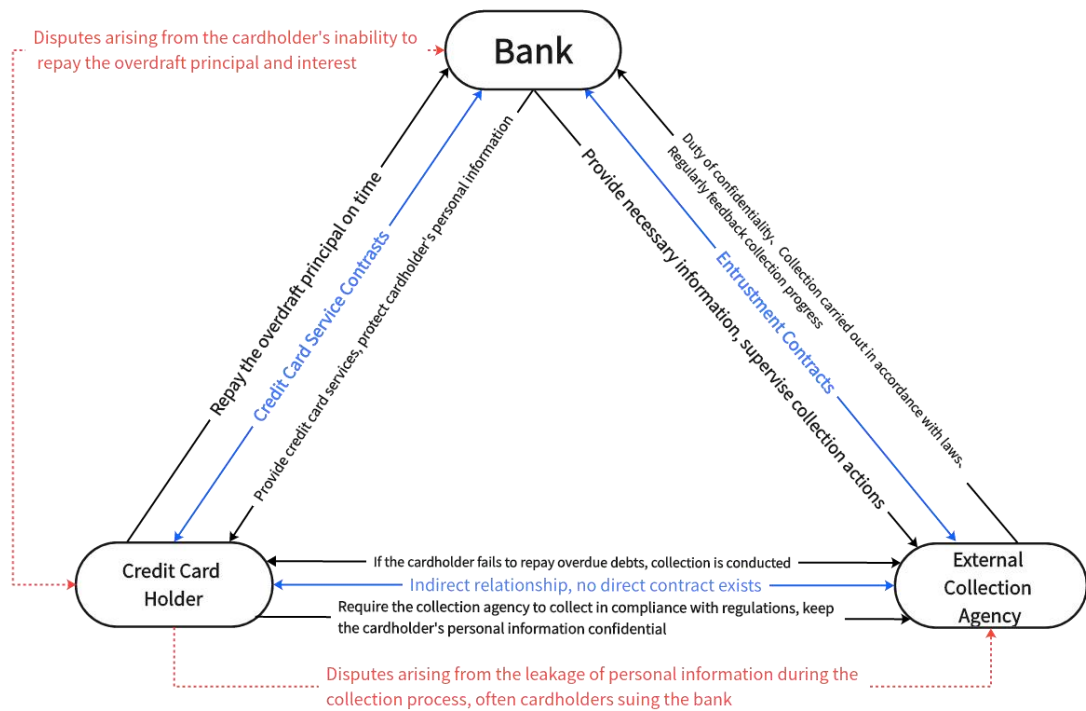 Disputes arising from the cardholder's inability to
repay the overdraft principal and interest
Bank
Repay the overdraft principal on time
Credit Card Service Contrasts
Provide credit card services, protect cardholder's personal information
Provide necessary information, supervise collection actions
Entrustment Contracts
Duty of confidentiality、Collection carried out in accordance with laws、
Regularly feedback collection progress
Credit Card
Holder
If the cardholder fails to repay overdue debts, collection is conducted
Indirect relationship, no direct contract exists
Require the collection agency to collect in compliance with regulations, keep
the cardholder's personal information confidential
External
Collection
Agency
Disputes arising from the leakage of personal information during the
collection process, often cardholders suing the bank